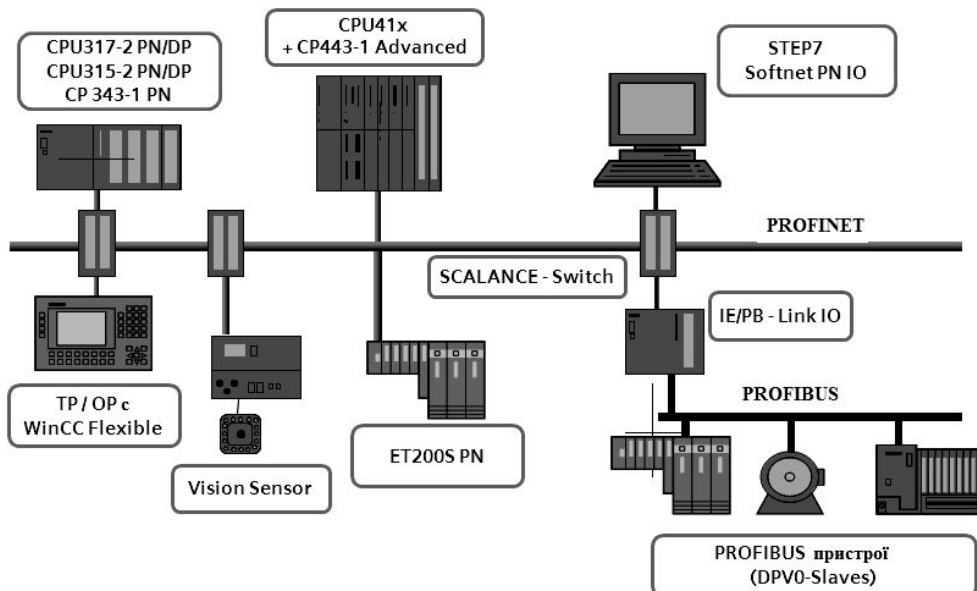 CPU317-2 PN/DP
CPU315-2 PN/DP
CP 343-1 PN
CPU41x
+ CP443-1 Advanced
STEP7
Softnet PN IO
PROFINET
SCALANCE - Switch
IE/PB - Link IO
TP / OP с
WinCC Flexible
Vision Sensor
ET200S PN
PROFIBUS
PROFIBUS пристрої
(DPV0-Slaves)